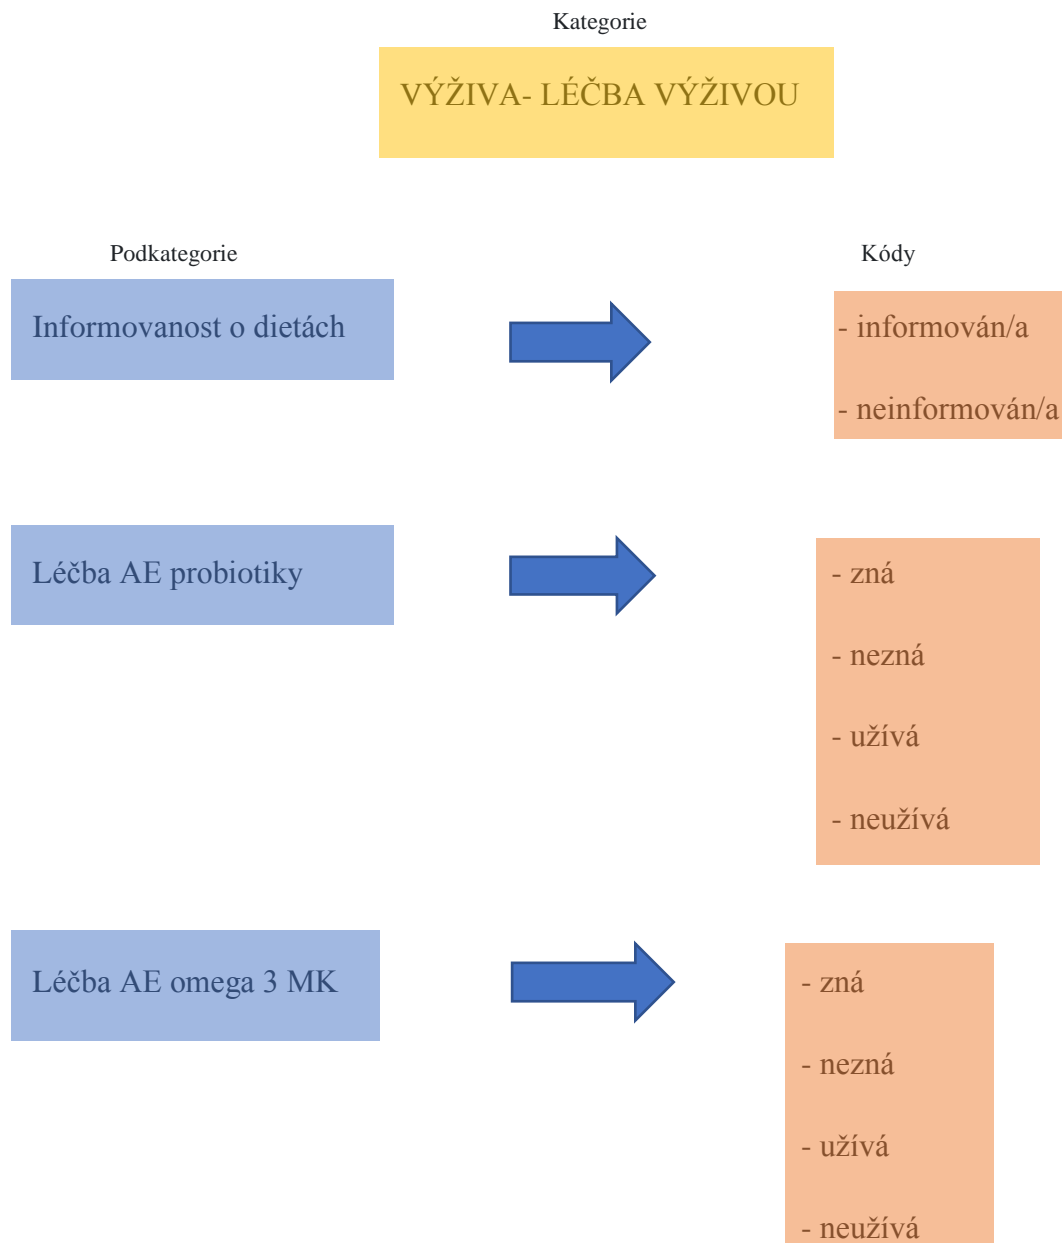 Kategorie
VÝŽIVA- LÉČBA VÝŽIVOU
Podkategorie
Kódy
Informovanost o dietách
- informován/a
- neinformován/a
Léčba AE probiotiky
- zná
- nezná
- užívá
- neužívá
Léčba AE omega 3 MK
- zná
- nezná
- užívá
- neužívá